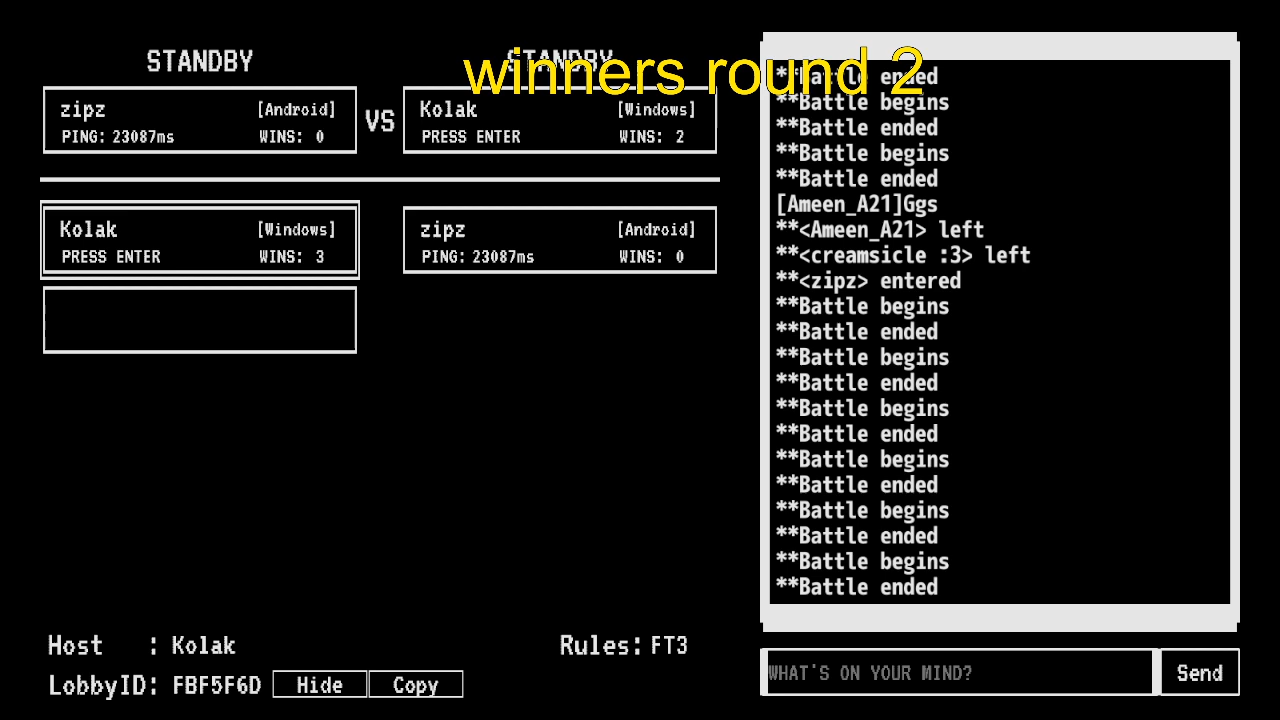 winners round 2
STANDBY STANDBY
zipz [Android]
PING: 23087ms WINS: 0
VS
Kolak [Windows]
PRESS ENTER WINS: 2
Kolak [Windows]
PRESS ENTER WINS: 3
zipz [Android]
PING: 23087ms WINS: 0
Host : Kolak
Rules: FT3
LobbyID: FBF5F6D Hide Copy
**Battle ended
**Battle begins
**Battle ended
**Battle begins
**Battle ended
[Ameen_A21]Ggs
**<Ameen_A21> left
**<creamsicle :3> left
**<zipz> entered
**Battle begins
**Battle ended
**Battle begins
**Battle ended
**Battle begins
**Battle ended
**Battle begins
**Battle ended
**Battle begins
**Battle ended
**Battle begins
**Battle ended
WHAT'S ON YOUR MIND? Send